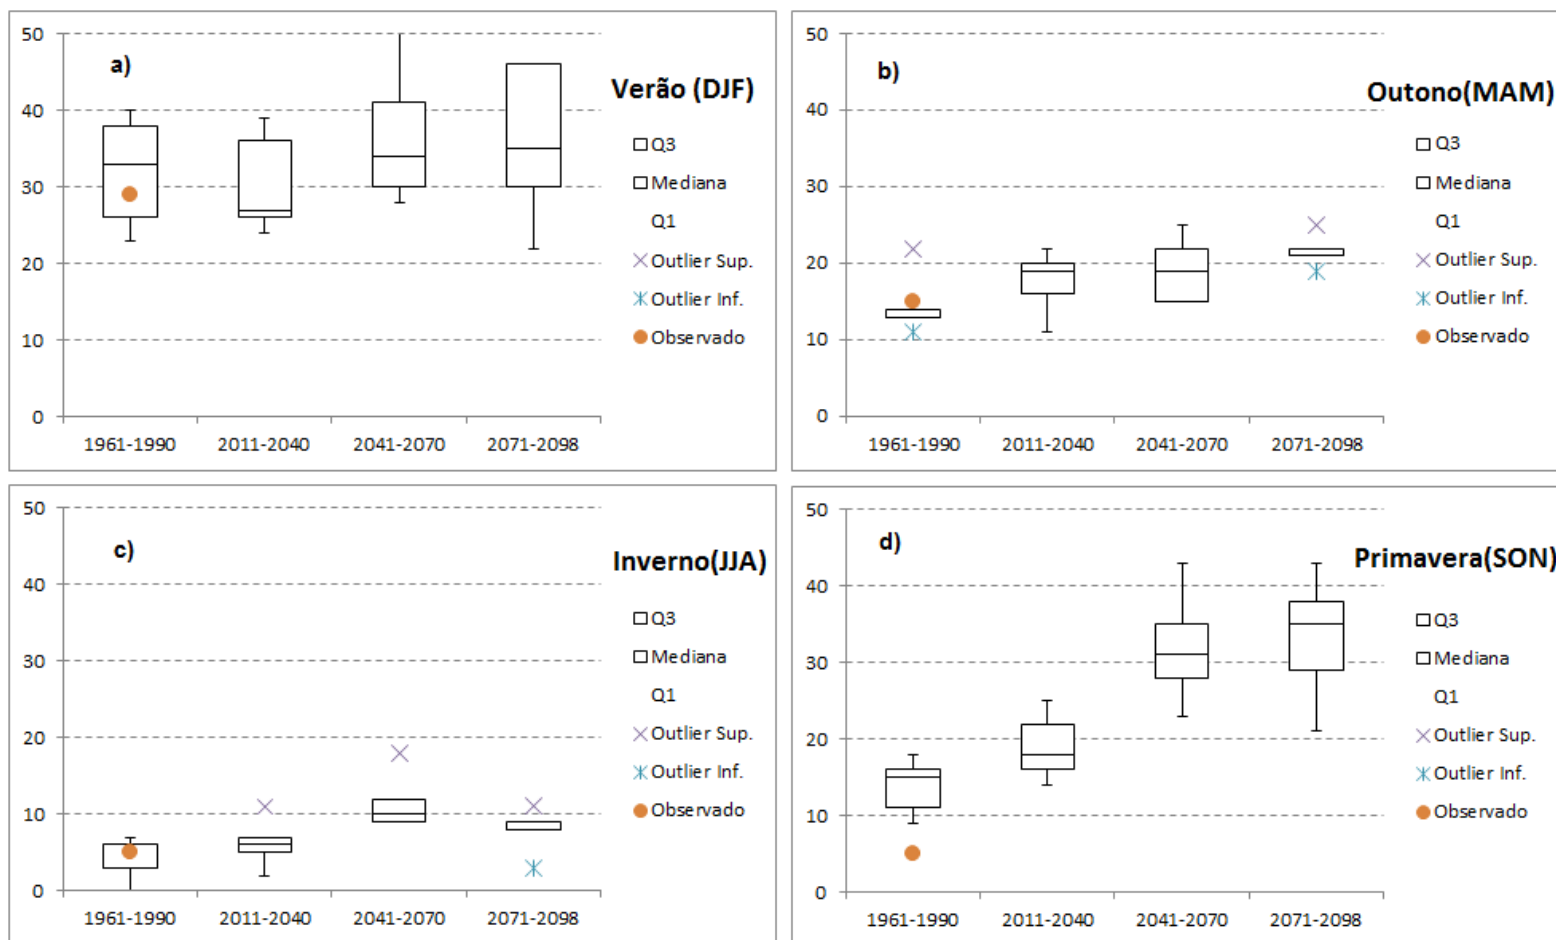 a)
Verão (DJF)
50
40
30
20
10
0
1961-1990 2011-2040 2041-2070 2071-2098
Q3
Mediana
Q1
Outlier Sup.
Outlier Inf.
Observado
b)
Outono(MAM)
50
40
30
20
10
0
1961-1990 2011-2040 2041-2070 2071-2098
Q3
Mediana
Q1
Outlier Sup.
Outlier Inf.
Observado
c)
Inverno(JJA)
50
40
30
20
10
0
1961-1990 2011-2040 2041-2070 2071-2098
Q3
Mediana
Q1
Outlier Sup.
Outlier Inf.
Observado
d)
Primavera(SON)
50
40
30
20
10
0
1961-1990 2011-2040 2041-2070 2071-2098
Q3
Mediana
Q1
Outlier Sup.
Outlier Inf.
Observado